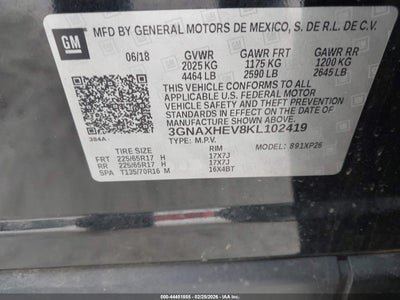 MFD BY GENERAL MOTORS DE MEXICO, S. DE R.L. DE C.V.
GM
06/18 GVWR GAWR FRT GAWR RR
2025 KG 1175 KG 1200 KG
4464 LB 2590 LB 2645 LB
THIS VEHICLE CONFORMS TO ALL
APPLICABLE U.S. FEDERAL MOTOR
VEHICLE SAFETY, BUMPER, AND THEFT
PREVENTION STANDARDS IN EFFECT ON
THE DATE OF MANUFACTURE SHOWN ABOVE.
3GNAXHEV8KL102419
384A TYPE: M.P.V. MODEL: 891XP26
TIRE SIZE RIM
FRT 225/65R17 H 17X7J
RR 225/65R17 H 17X7J
SPA T135/70R16 M 16X4BT
000-44451055 - 02/28/2026 - IAA